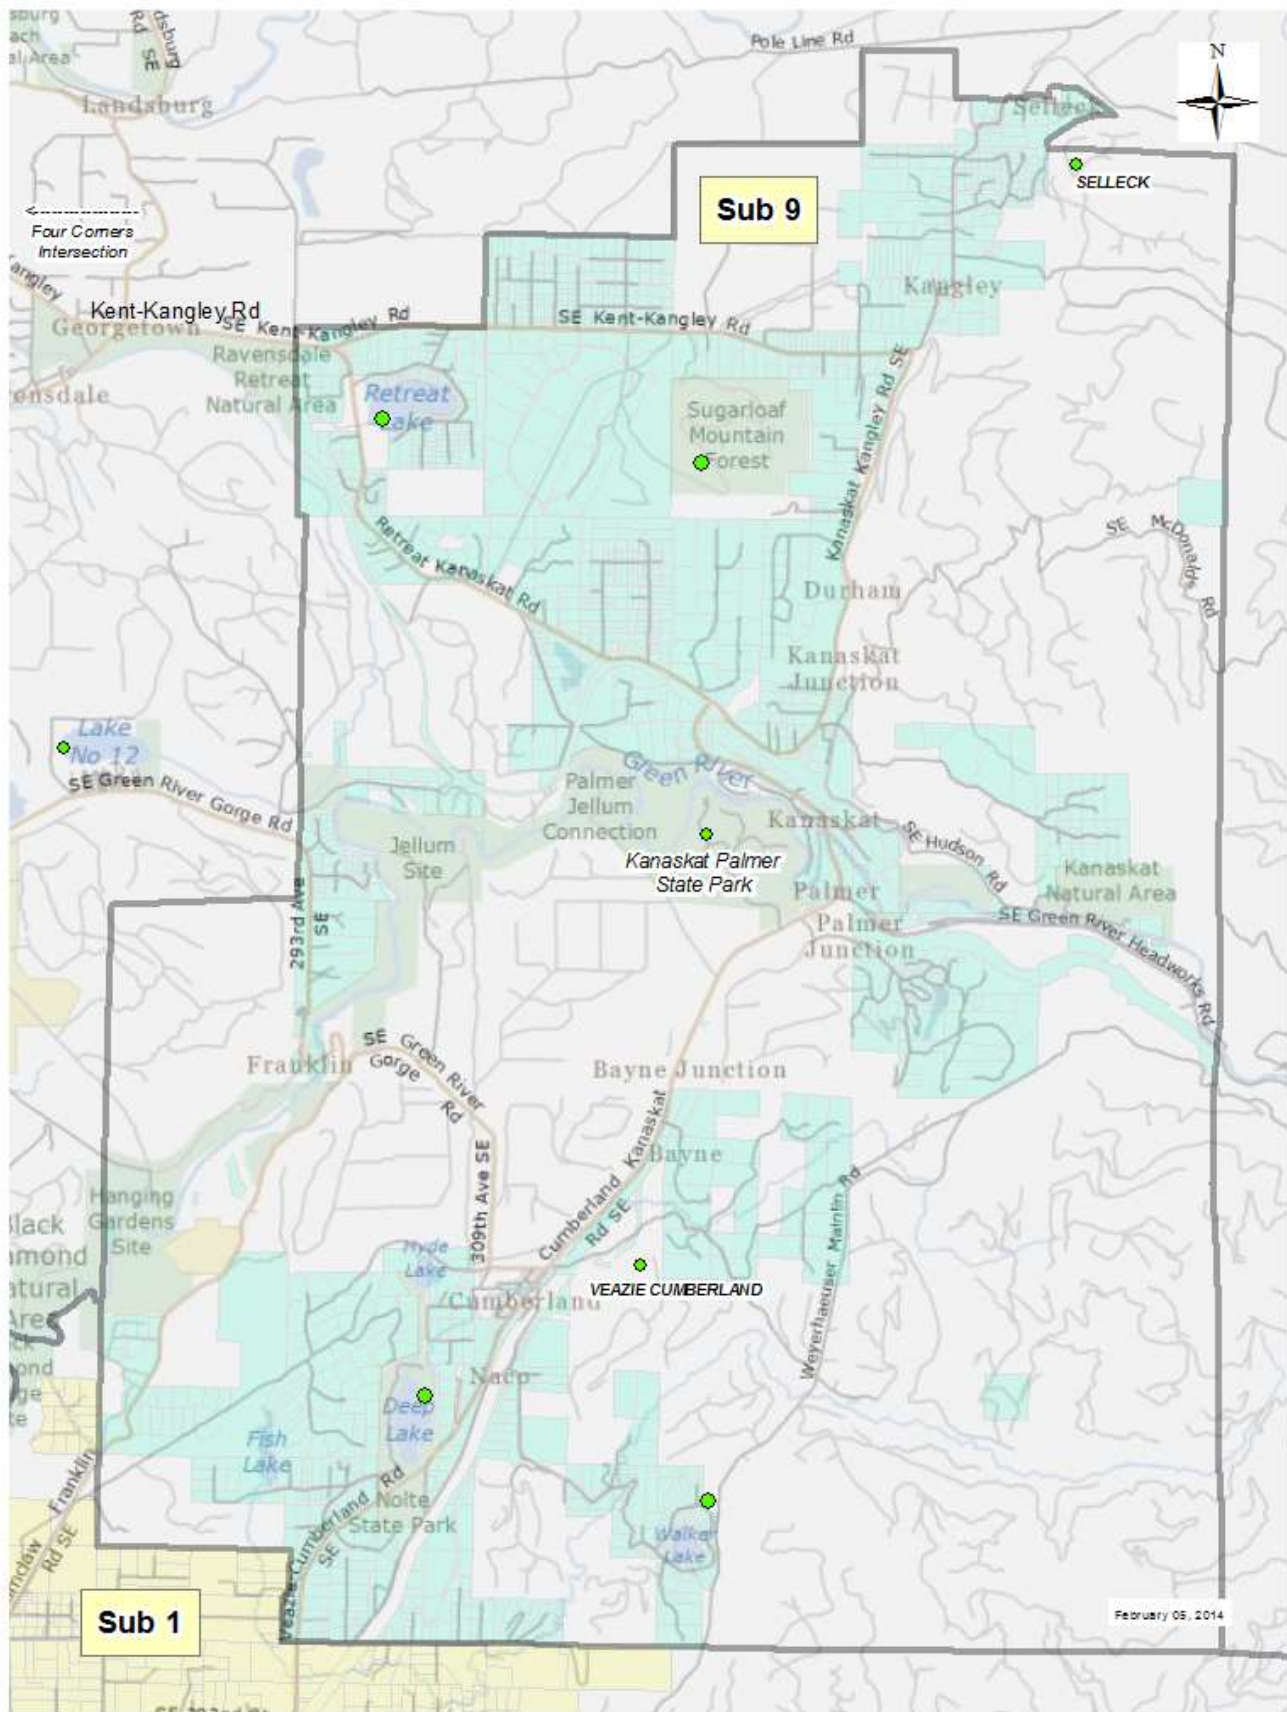 Rd SE
Pole Line Rd
N
Landsburg
Selleck
SELLECK
Sub 9
<----------------
Four Corners
Intersection
Kangley
Kent-Kangley Rd
Georgetown
SE Kent-Kangley Rd
SE Kent-Kangley Rd
Ravensdale
Retreat
Natural Area
Retreat
Lake
Sugarloaf
Mountain
Forest
Kanaskat Kangley Rd SE
SE McDonalds Rd
Retreat Kanaskat Rd
Durham
Kanaskat
Junction
Lake
No 12
SE Green River Gorge Rd
Green River
Palmer
Jellum
Connection
Jellum
Site
Kanaskat
SE Hudson Rd
Kanaskat Palmer
State Park
Kanaskat
Natural Area
Palmer
Palmer
Junction
SE Green River Headworks Rd
293rd Ave
SE
Franklin
SE Green River
Gorge Rd
Bayne Junction
Bayne
309th Ave SE
Cumberland Kanaskat
Rd SE
Weyerhaeuser Mainlin Rd
Hanging
Gardens
Site
Hyde
Lake
VEAZIE CUMBERLAND
Cumberland
Naco
Deep
Lake
Fish
Lake
Nolte
State Park
Walker
Lake
Veazie-Cumberland Rd
SE
Franklin
Rd SE
Sub 1
February 05, 2014